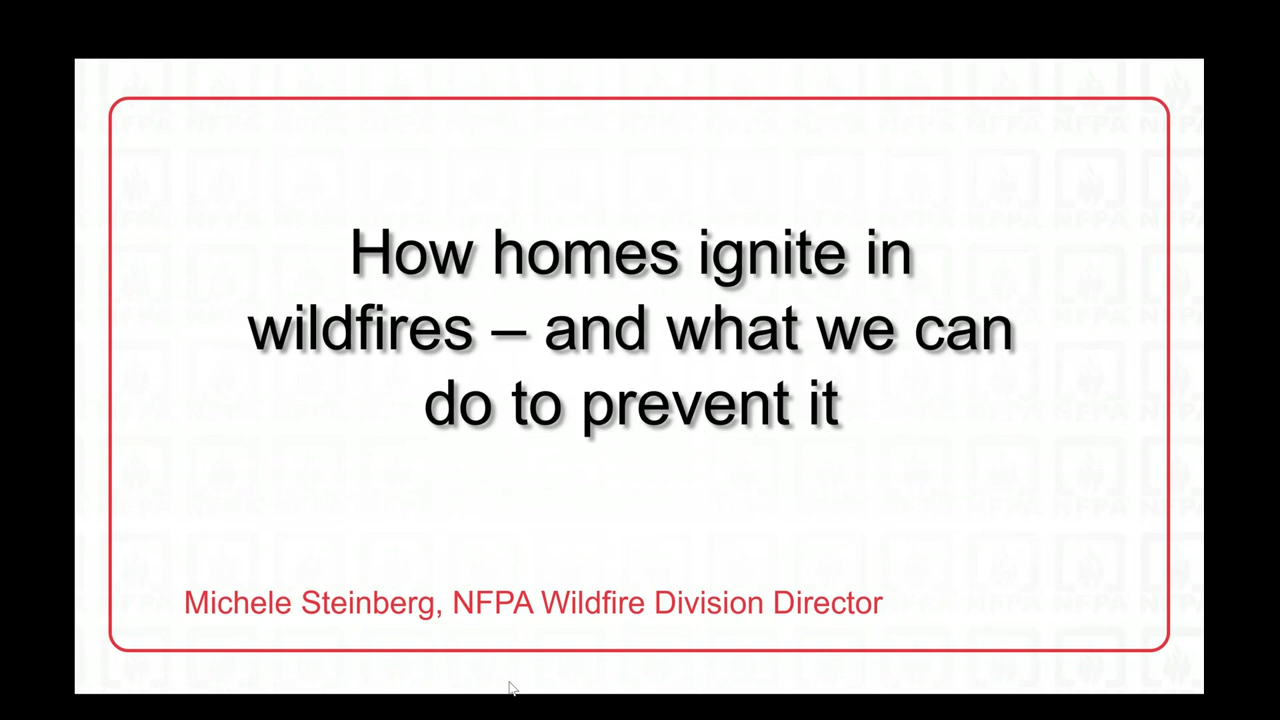 How homes ignite in
wildfires – and what we can
do to prevent it
Michele Steinberg, NFPA Wildfire Division Director